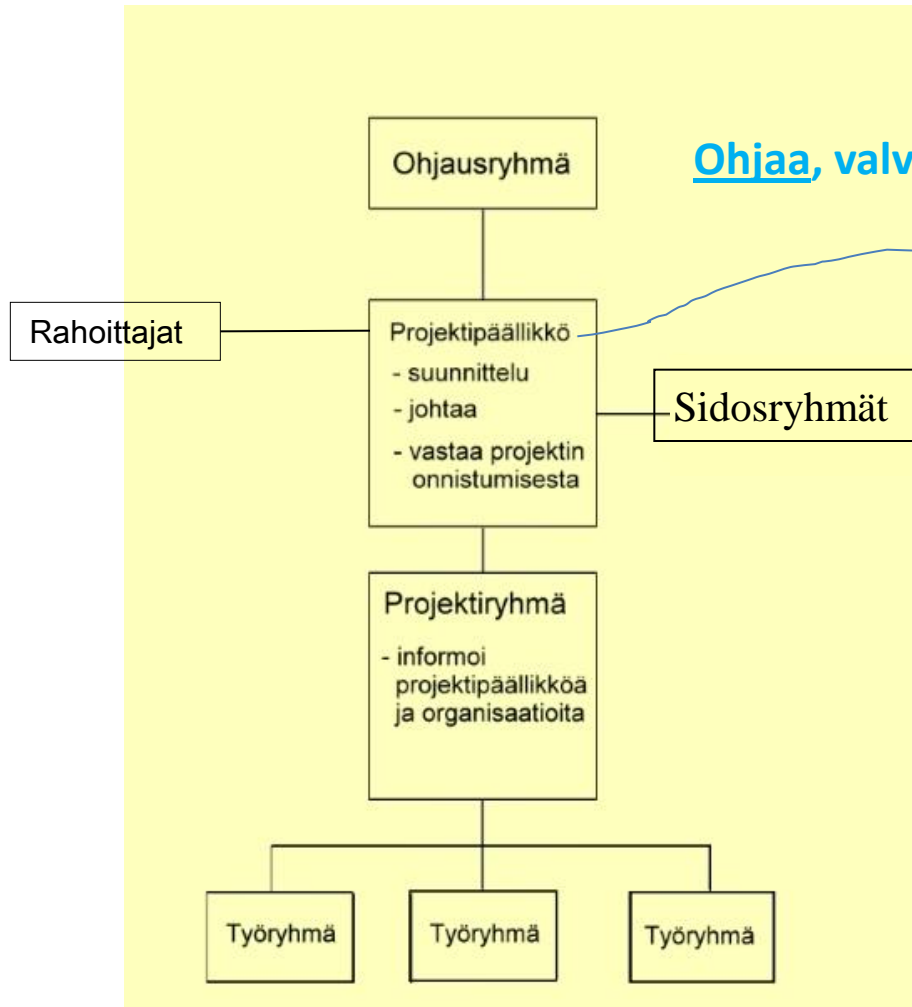 Ohjausryhmä
Ohjaa, valv
Rahoittajat
Projektipäällikkö
- suunnittelu
- johtaa
- vastaa projektin
onnistumisesta
Sidosryhmät
Projektiryhmä
- informoi
projektipäällikköä
ja organisaatioita
Työryhmä
Työryhmä
Työryhmä